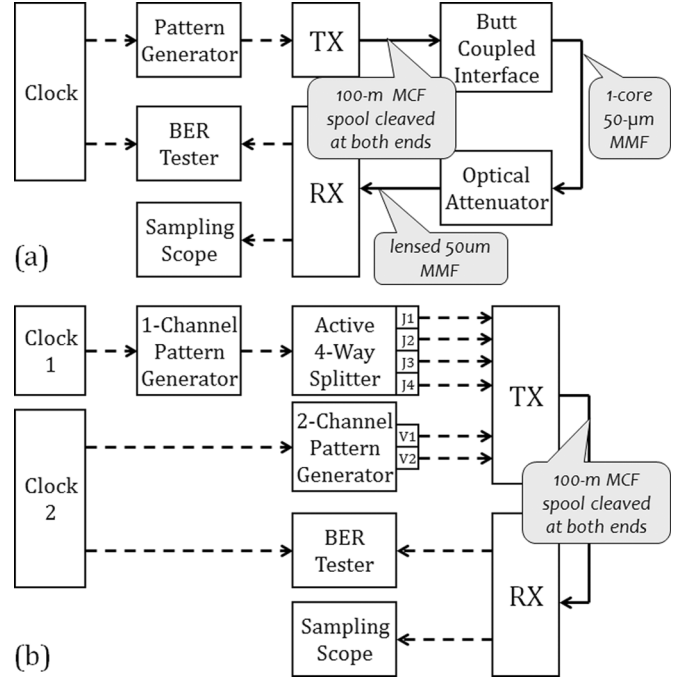 Clock
Pattern
Generator
TX
Butt
Coupled
Interface
100-m MCF
spool cleaved
at both ends
1-core
50-μm
MMF
BER
Tester
RX
Optical
Attenuator
Sampling
Scope
lensed 50um
MMF
(a)
Clock
1
1-Channel
Pattern
Generator
Active
4-Way
Splitter
J1
J2
J3
J4
TX
Clock
2
2-Channel
Pattern
Generator
V1
V2
100-m MCF
spool cleaved
at both ends
BER
Tester
RX
Sampling
Scope
(b)